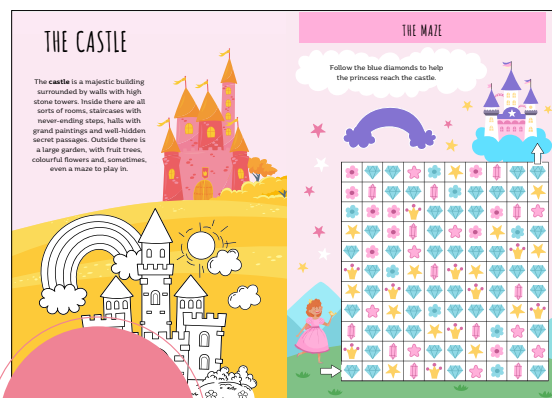 THE CASTLE
The castle is a majestic building
surrounded by walls with high
stone towers. Inside there are all
sorts of rooms, staircases with
never-ending steps, halls with
grand paintings and well-hidden
secret passages. Outside there is
a large garden, with fruit trees,
colourful flowers and, sometimes,
even a maze to play in.
THE MAZE
Follow the blue diamonds to help
the princess reach the castle.